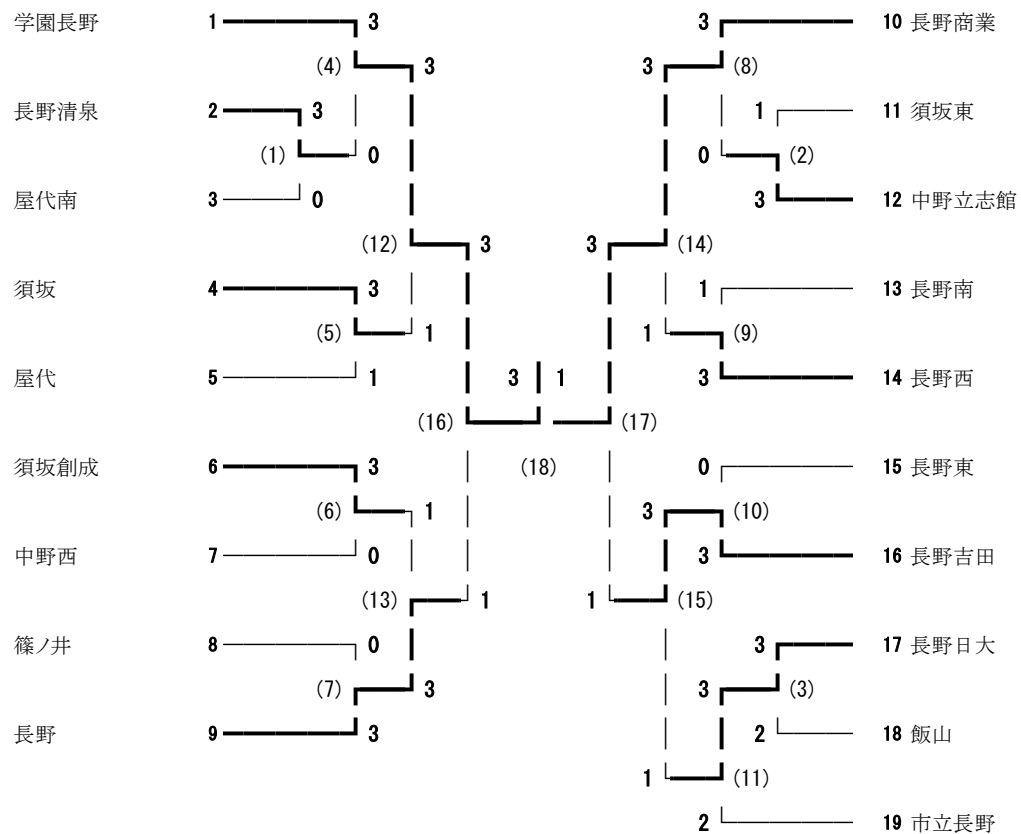 学園長野 1 3 3 10 長野商業
(4) 3 3 (8)
長野清泉 2 3 1 11 須坂東
(1) 0 0 (2)
屋代南 3 0 3 12 中野立志館
(12) 3 3 (14)
須坂 4 3 1 13 長野南
(5) 1 1 (9)
屋代 5 1 3 1 3 14 長野西
(16) (17)
須坂創成 6 3 (18) 0 15 長野東
(6) 1 3 (10)
中野西 7 0 3 16 長野吉田
(13) 1 1 (15)
篠ノ井 8 0 3 17 長野日大
(7) 3 3 (3)
長野 9 3 2 18 飯山
1 (11)
2 19 市立長野